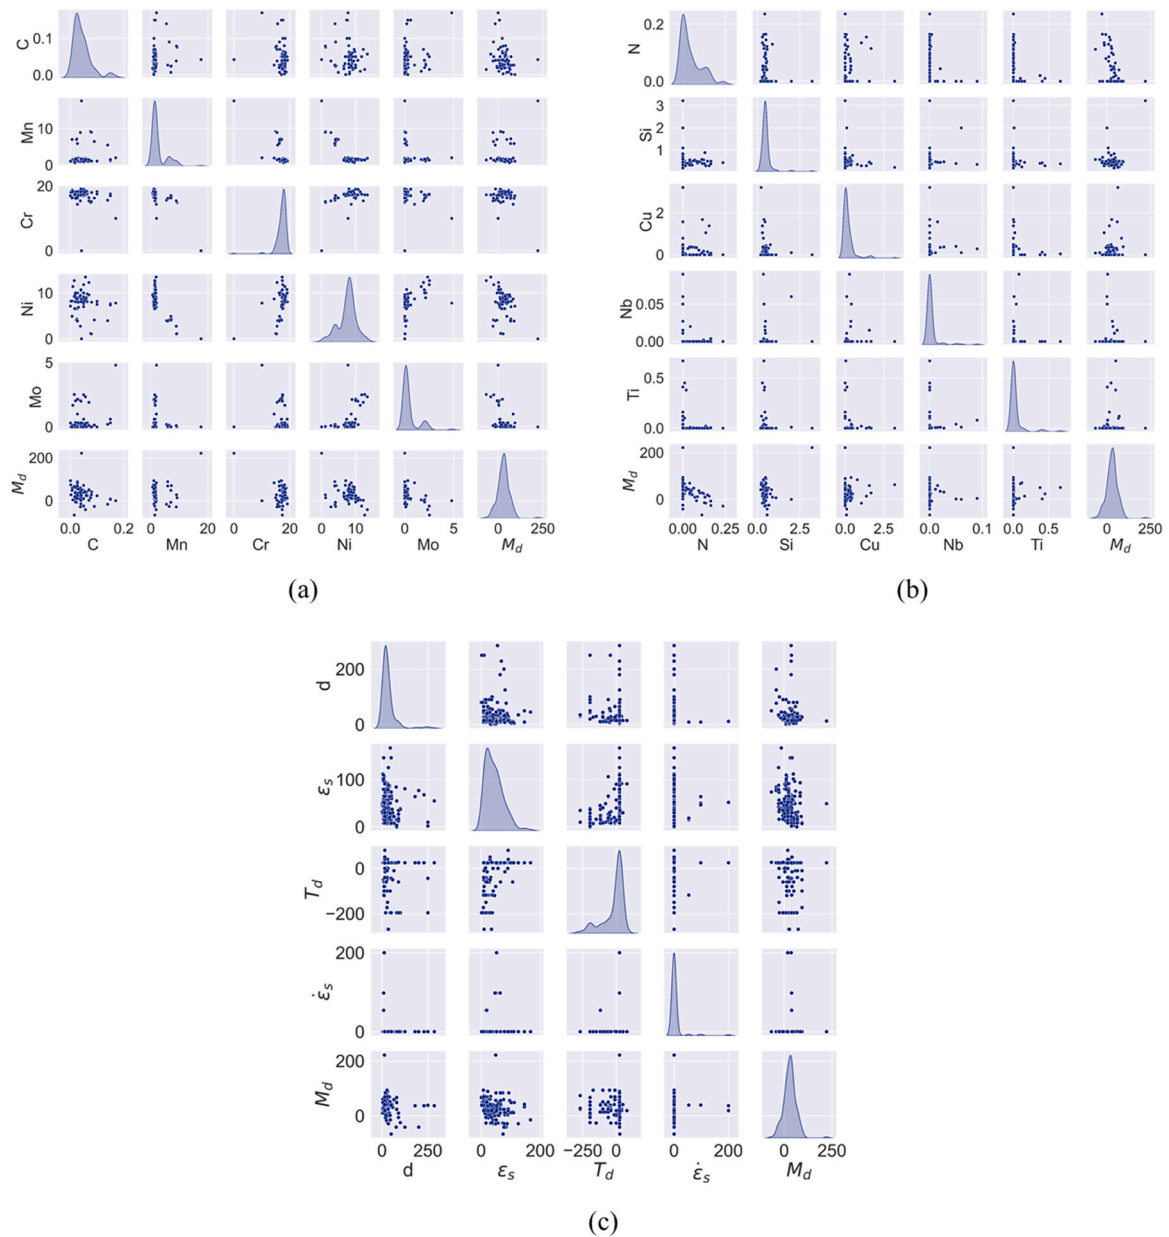 C
0.1
0.0
Mn
10
0
Cr
20
0
Ni
10
0
Mo
5
0
M_d
200
0
0.0 0.2 0 20 0 20 0 10 0 5 0 250
C Mn Cr Ni Mo M_d
(a)
N
0.2
0.0
Si
3
2
1
Cu
2
0
Nb
0.05
0.00
Ti
0.5
0.0
M_d
200
0
0.00 0.25 0.0 2.5 0.0 2.5 0.0 0.1 0.0 0.5 0 250
N Si Cu Nb Ti M_d
(b)
d
200
0
ε_s
100
0
T_d
0
−200
ε̇_s
200
0
M_d
200
0
0 250 0 200 −250 0 0 200 0 250
d ε_s T_d ε̇_s M_d
(c)